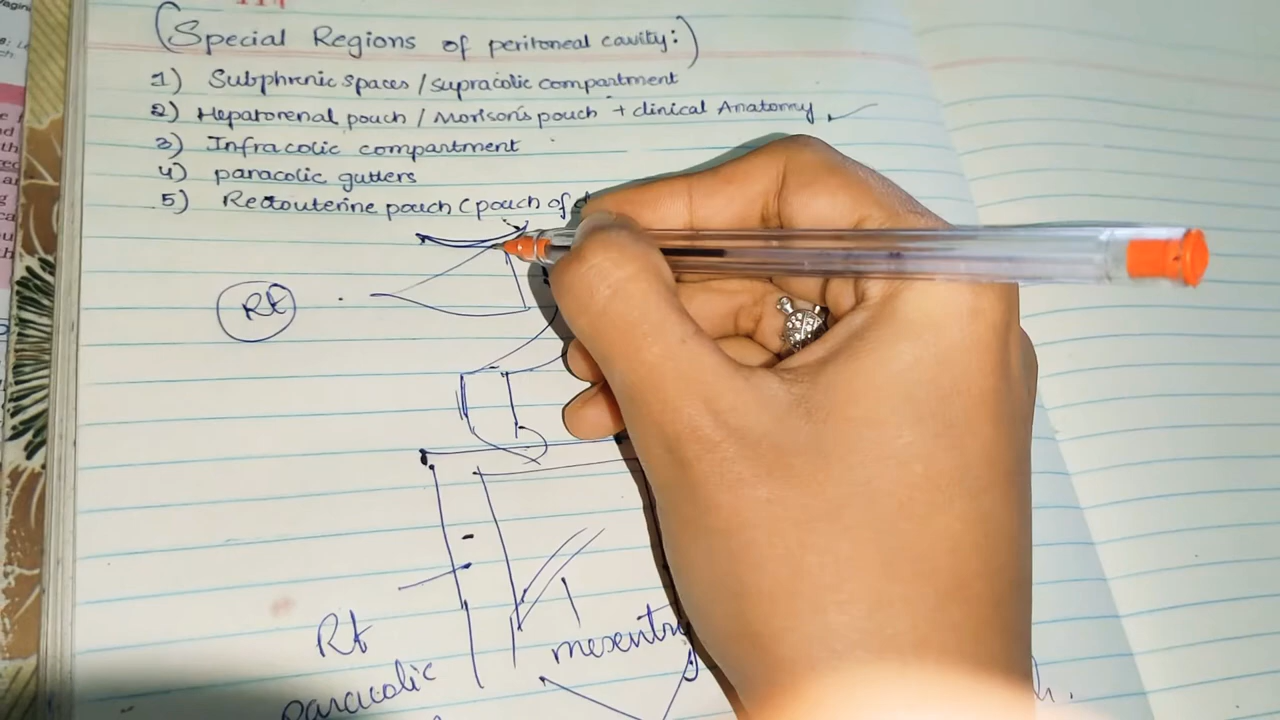 (Special Regions of peritoneal cavity:)
1) Subphrenic spaces / supracolic compartment
2) Heparorenal pouch / Morison's pouch + clinical Anatomy
3) Infracolic compartment
4) paracolic gutters
5) Rectouterine pouch (pouch of
Rt
Rt
paracolic
mesentry